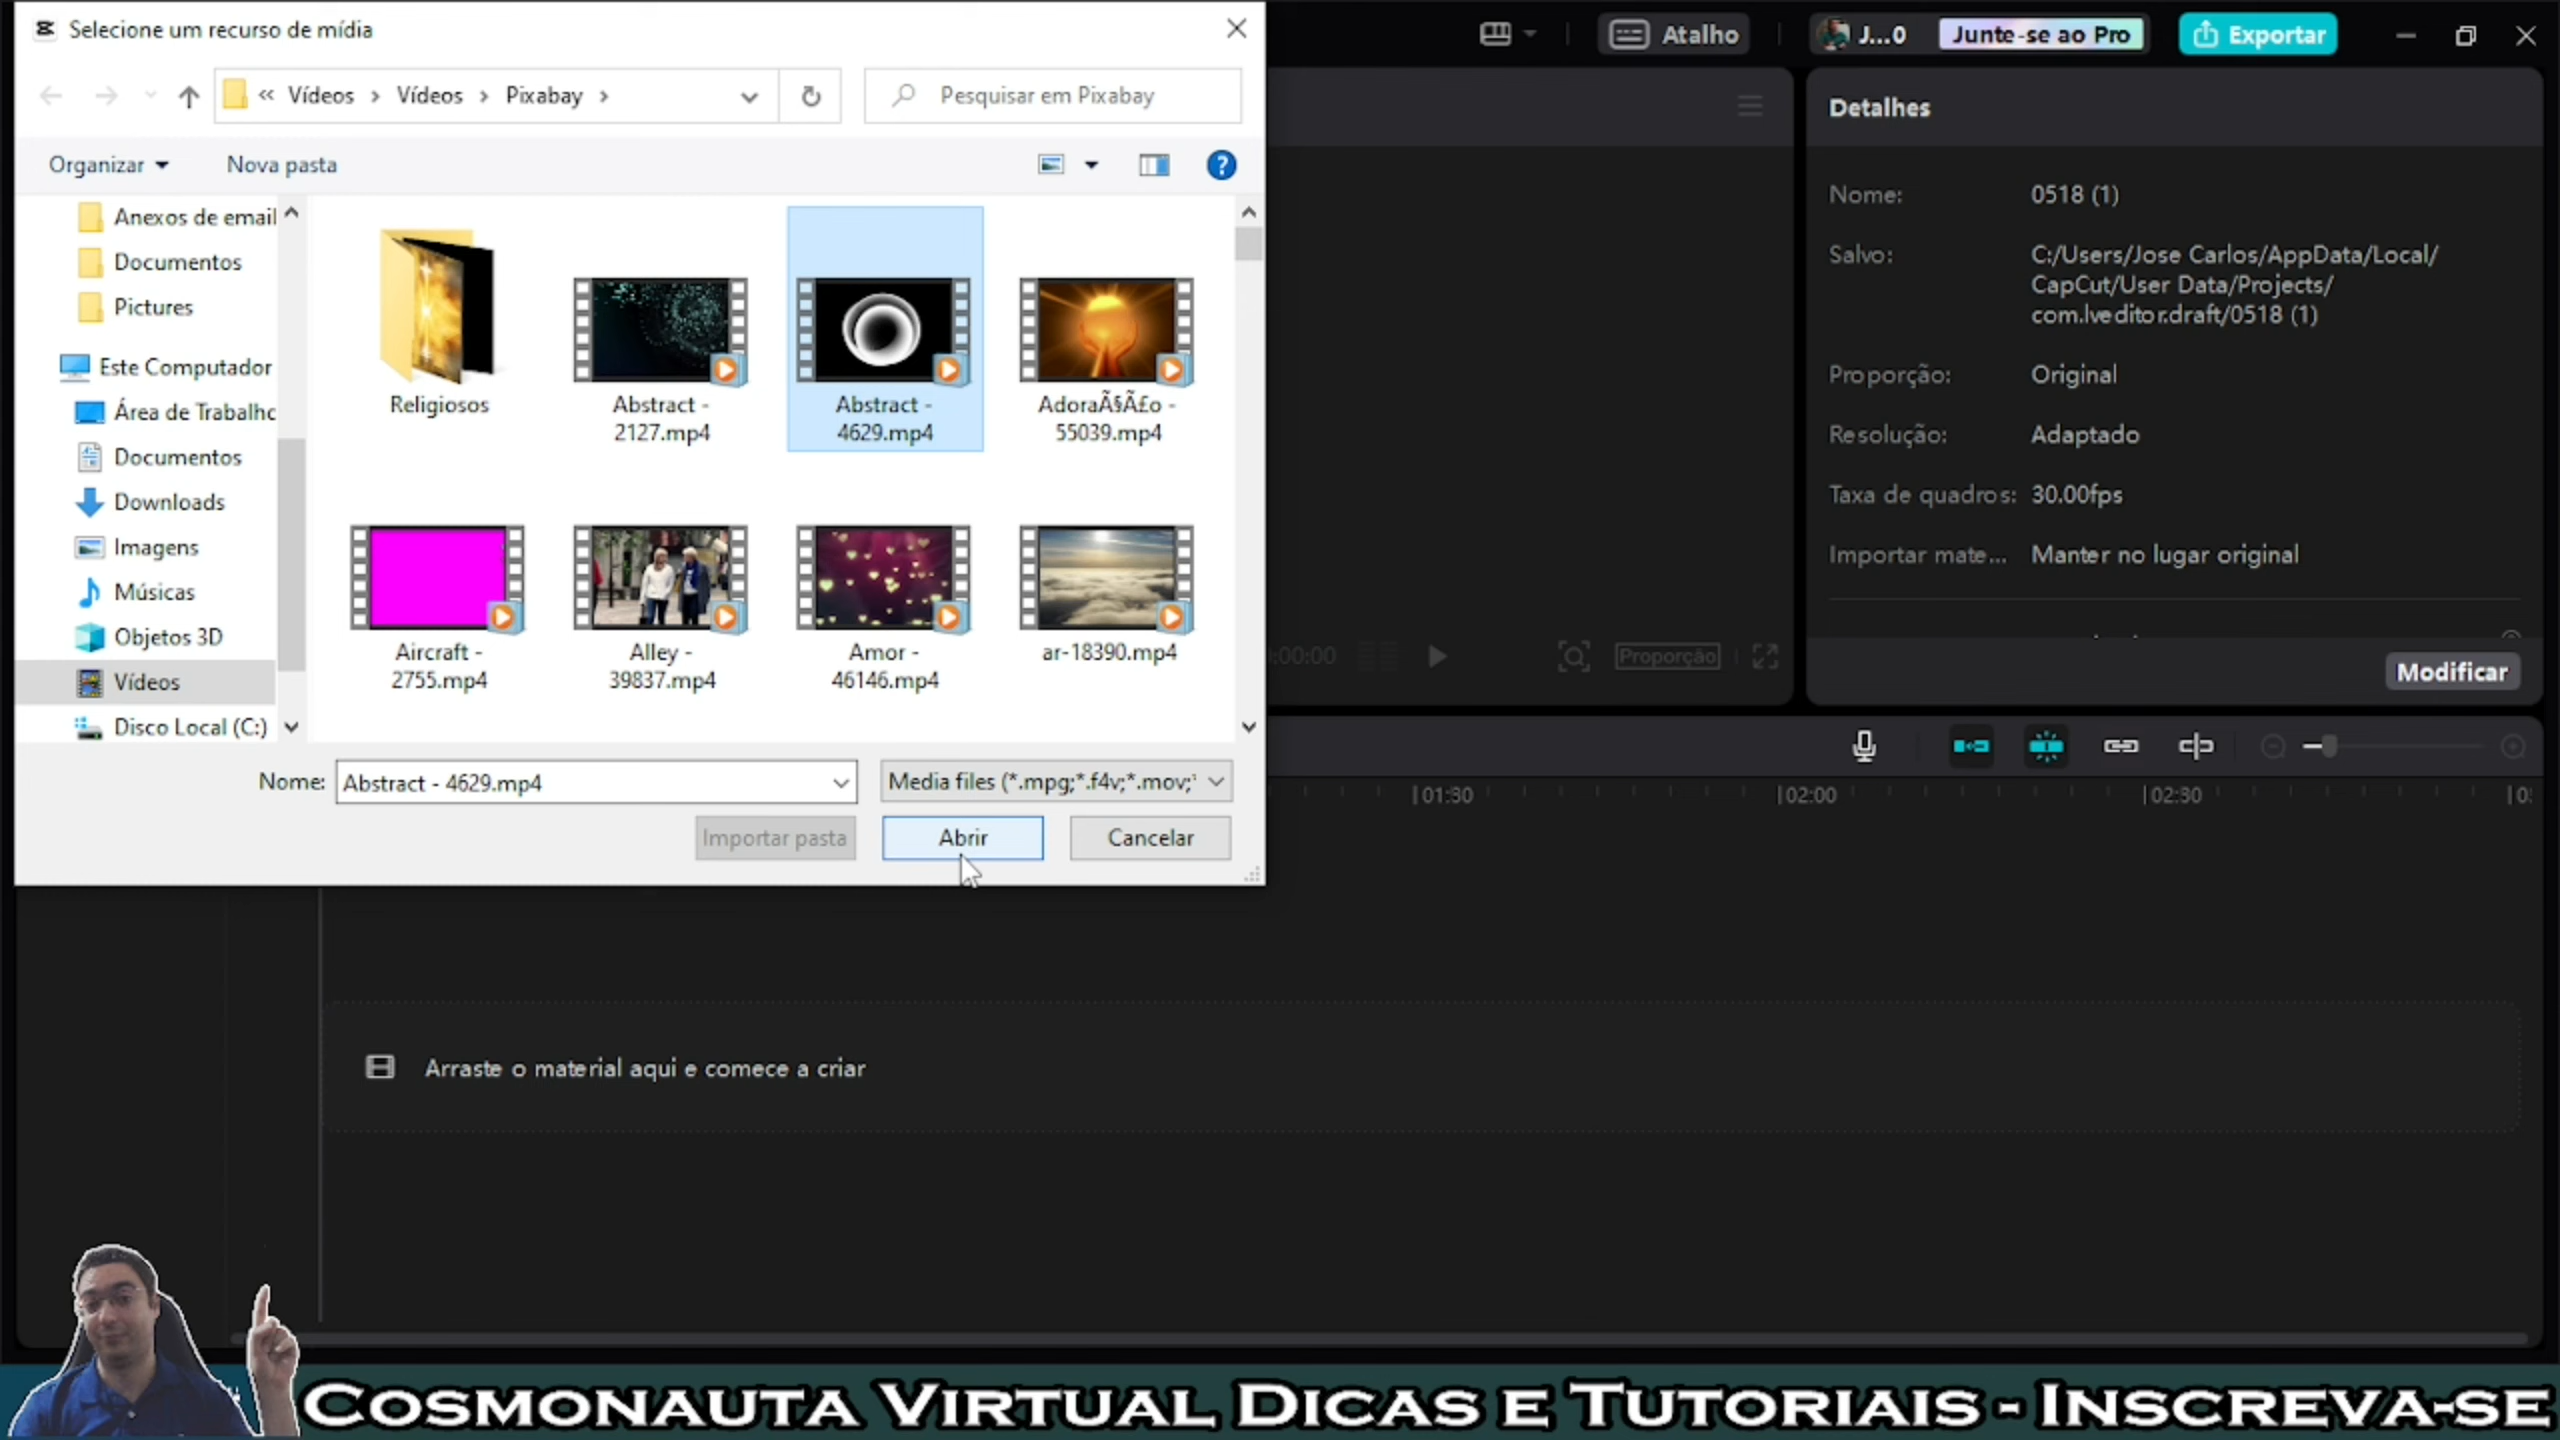 Selecione um recurso de mídia
« Vídeos › Vídeos › Pixabay ›
Pesquisar em Pixabay
Organizar
Nova pasta
Anexos de email
Documentos
Pictures
Este Computador
Área de Trabalho
Documentos
Downloads
Imagens
Músicas
Objetos 3D
Vídeos
Disco Local (C:)
Religiosos
Abstract -
2127.mp4
Abstract -
4629.mp4
AdoraÃ§Ã£o -
55039.mp4
Aircraft -
2755.mp4
Alley -
39837.mp4
Amor -
46146.mp4
ar-18390.mp4
Nome: Abstract - 4629.mp4
Media files (*.mpg;*.f4v;*.mov;*
Importar pasta
Abrir
Cancelar
Atalho
J...0
Junte-se ao Pro
Exportar
Detalhes
Nome: 0518 (1)
Salvo: C:/Users/Jose Carlos/AppData/Local/
CapCut/User Data/Projects/
com.lveditor.draft/0518 (1)
Proporção: Original
Resolução: Adaptado
Taxa de quadros: 30.00fps
Importar mate... Manter no lugar original
Modificar
:00:00
Proporção
01:30
02:00
02:30
Arraste o material aqui e comece a criar
Cosmonauta Virtual Dicas e Tutoriais - Inscreva-se